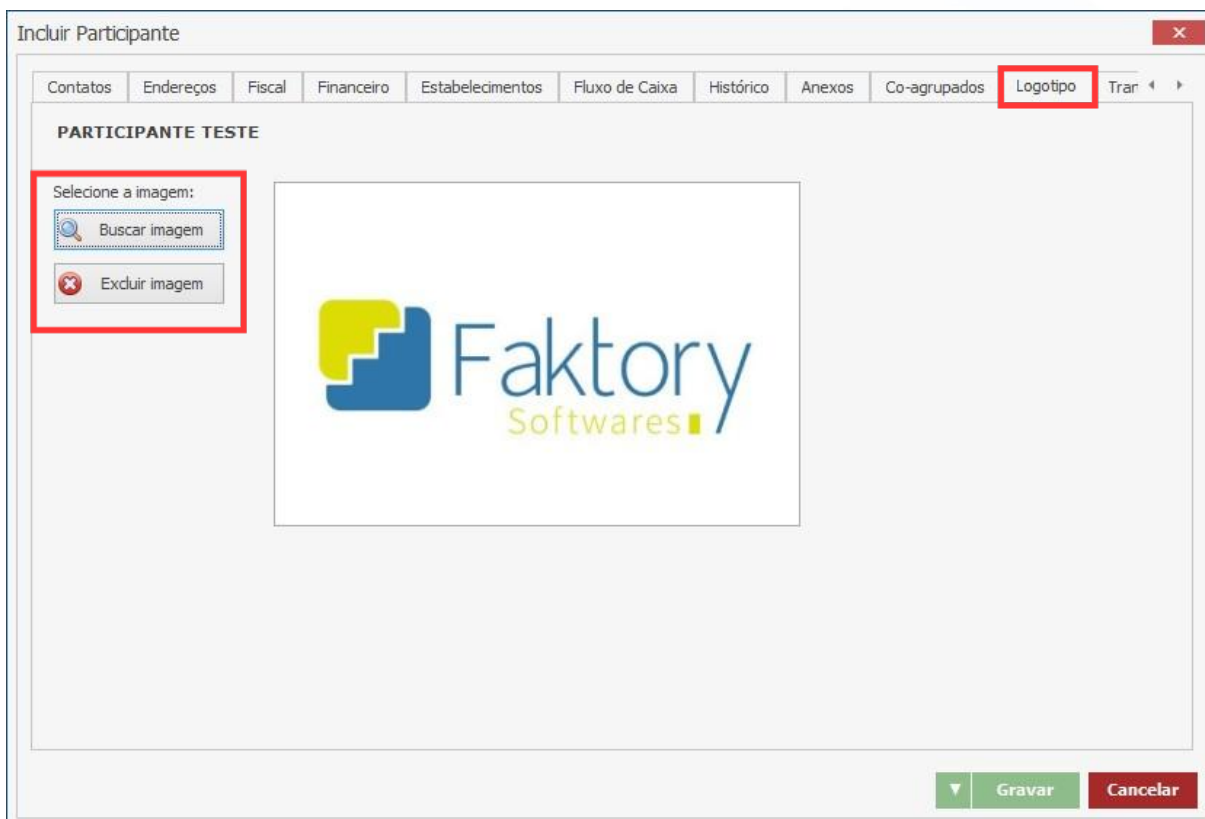 Incluir Participante
Contatos Endereços Fiscal Financeiro Estabelecimentos Fluxo de Caixa Histórico Anexos Co-agrupados Logotipo Tran
PARTICIPANTE TESTE
Selecione a imagem:
Buscar imagem
Excluir imagem
Faktory
Softwares
Gravar Cancelar